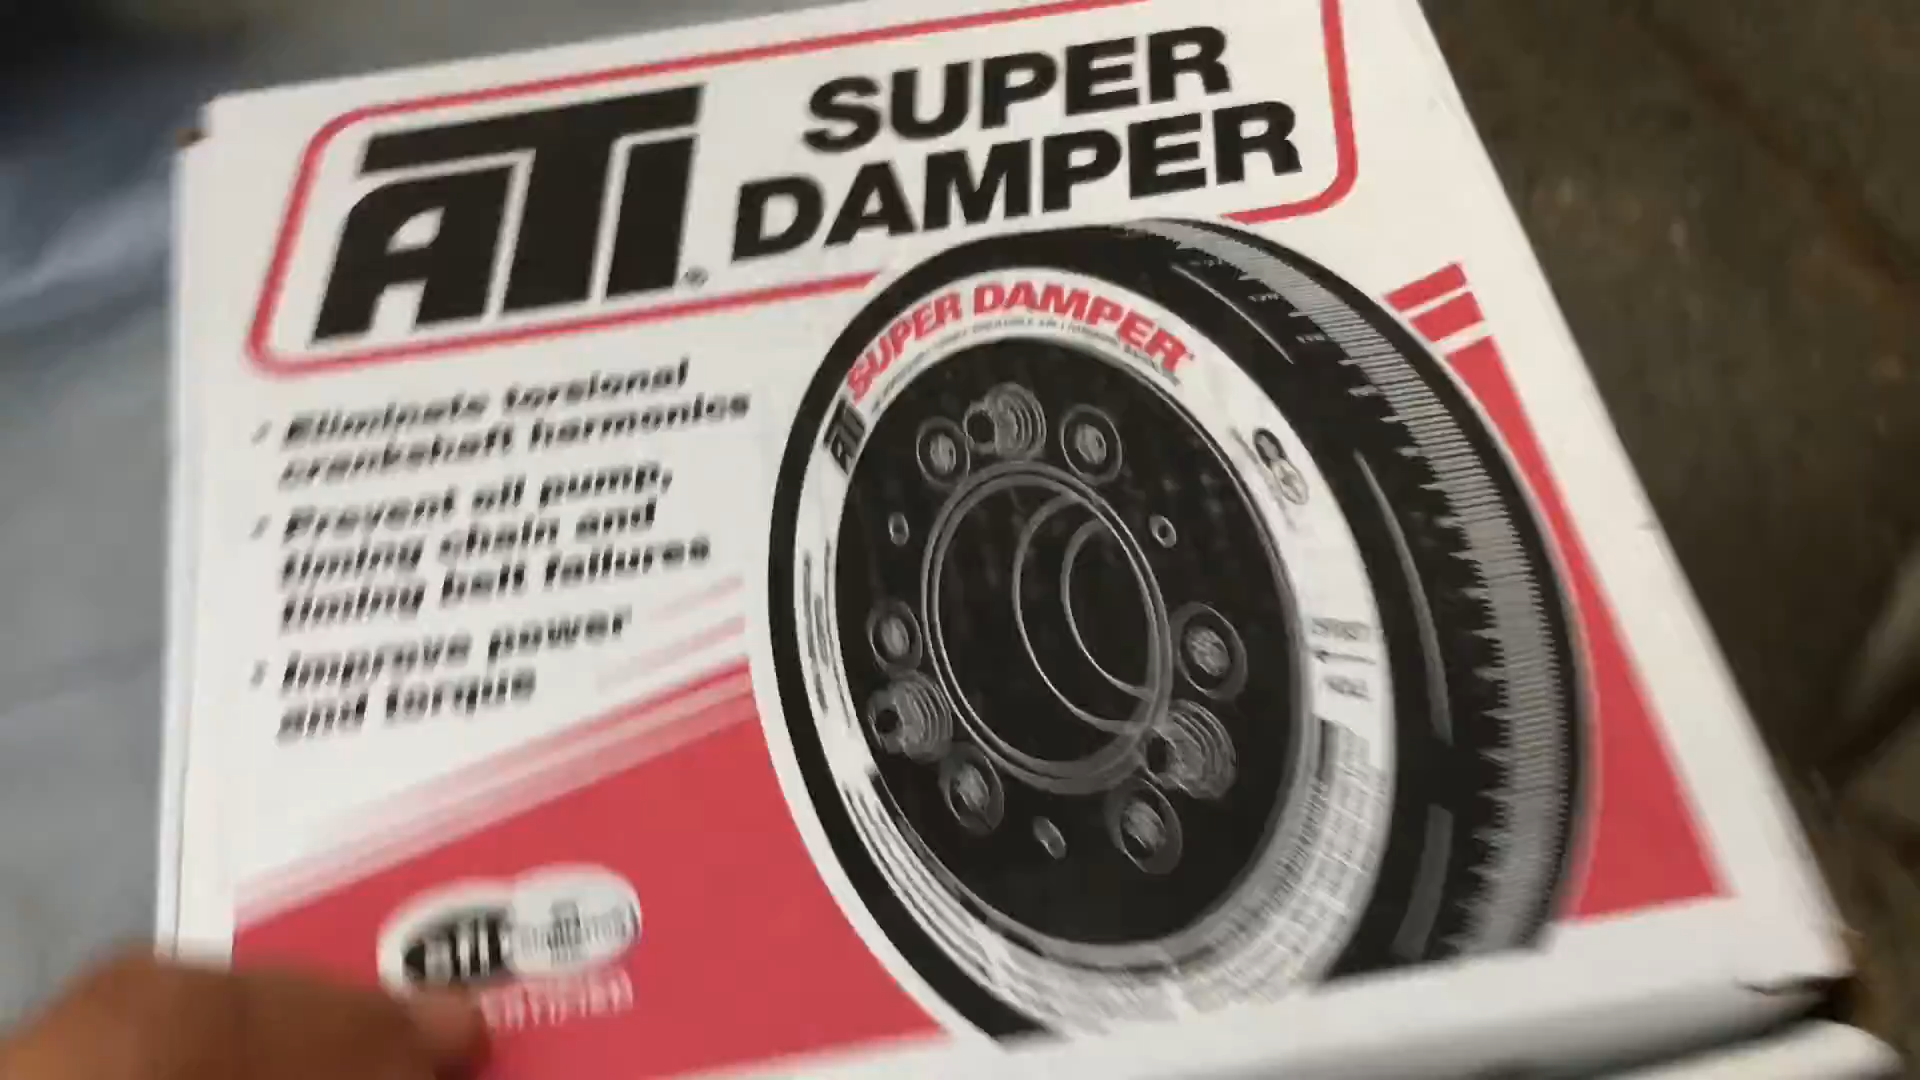 ATI® SUPER
DAMPER
Eliminate torsional
crankshaft harmonics
Prevent oil pump,
timing chain and
timing belt failures
Improve power
and torque
ATI SUPER DAMPER